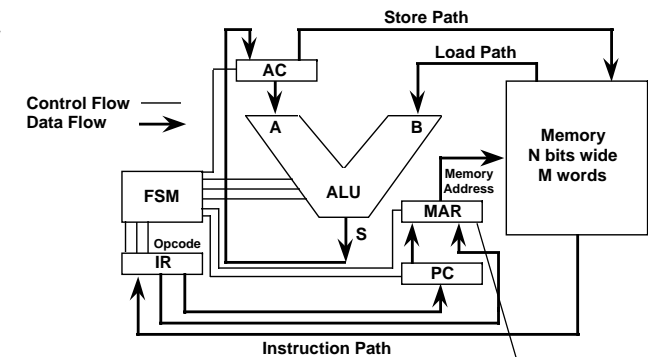 Store Path
Load Path
AC
Control Flow
Data Flow
A
B
Memory
N bits wide
M words
Memory
Address
FSM
ALU
MAR
S
Opcode
IR
PC
Instruction Path